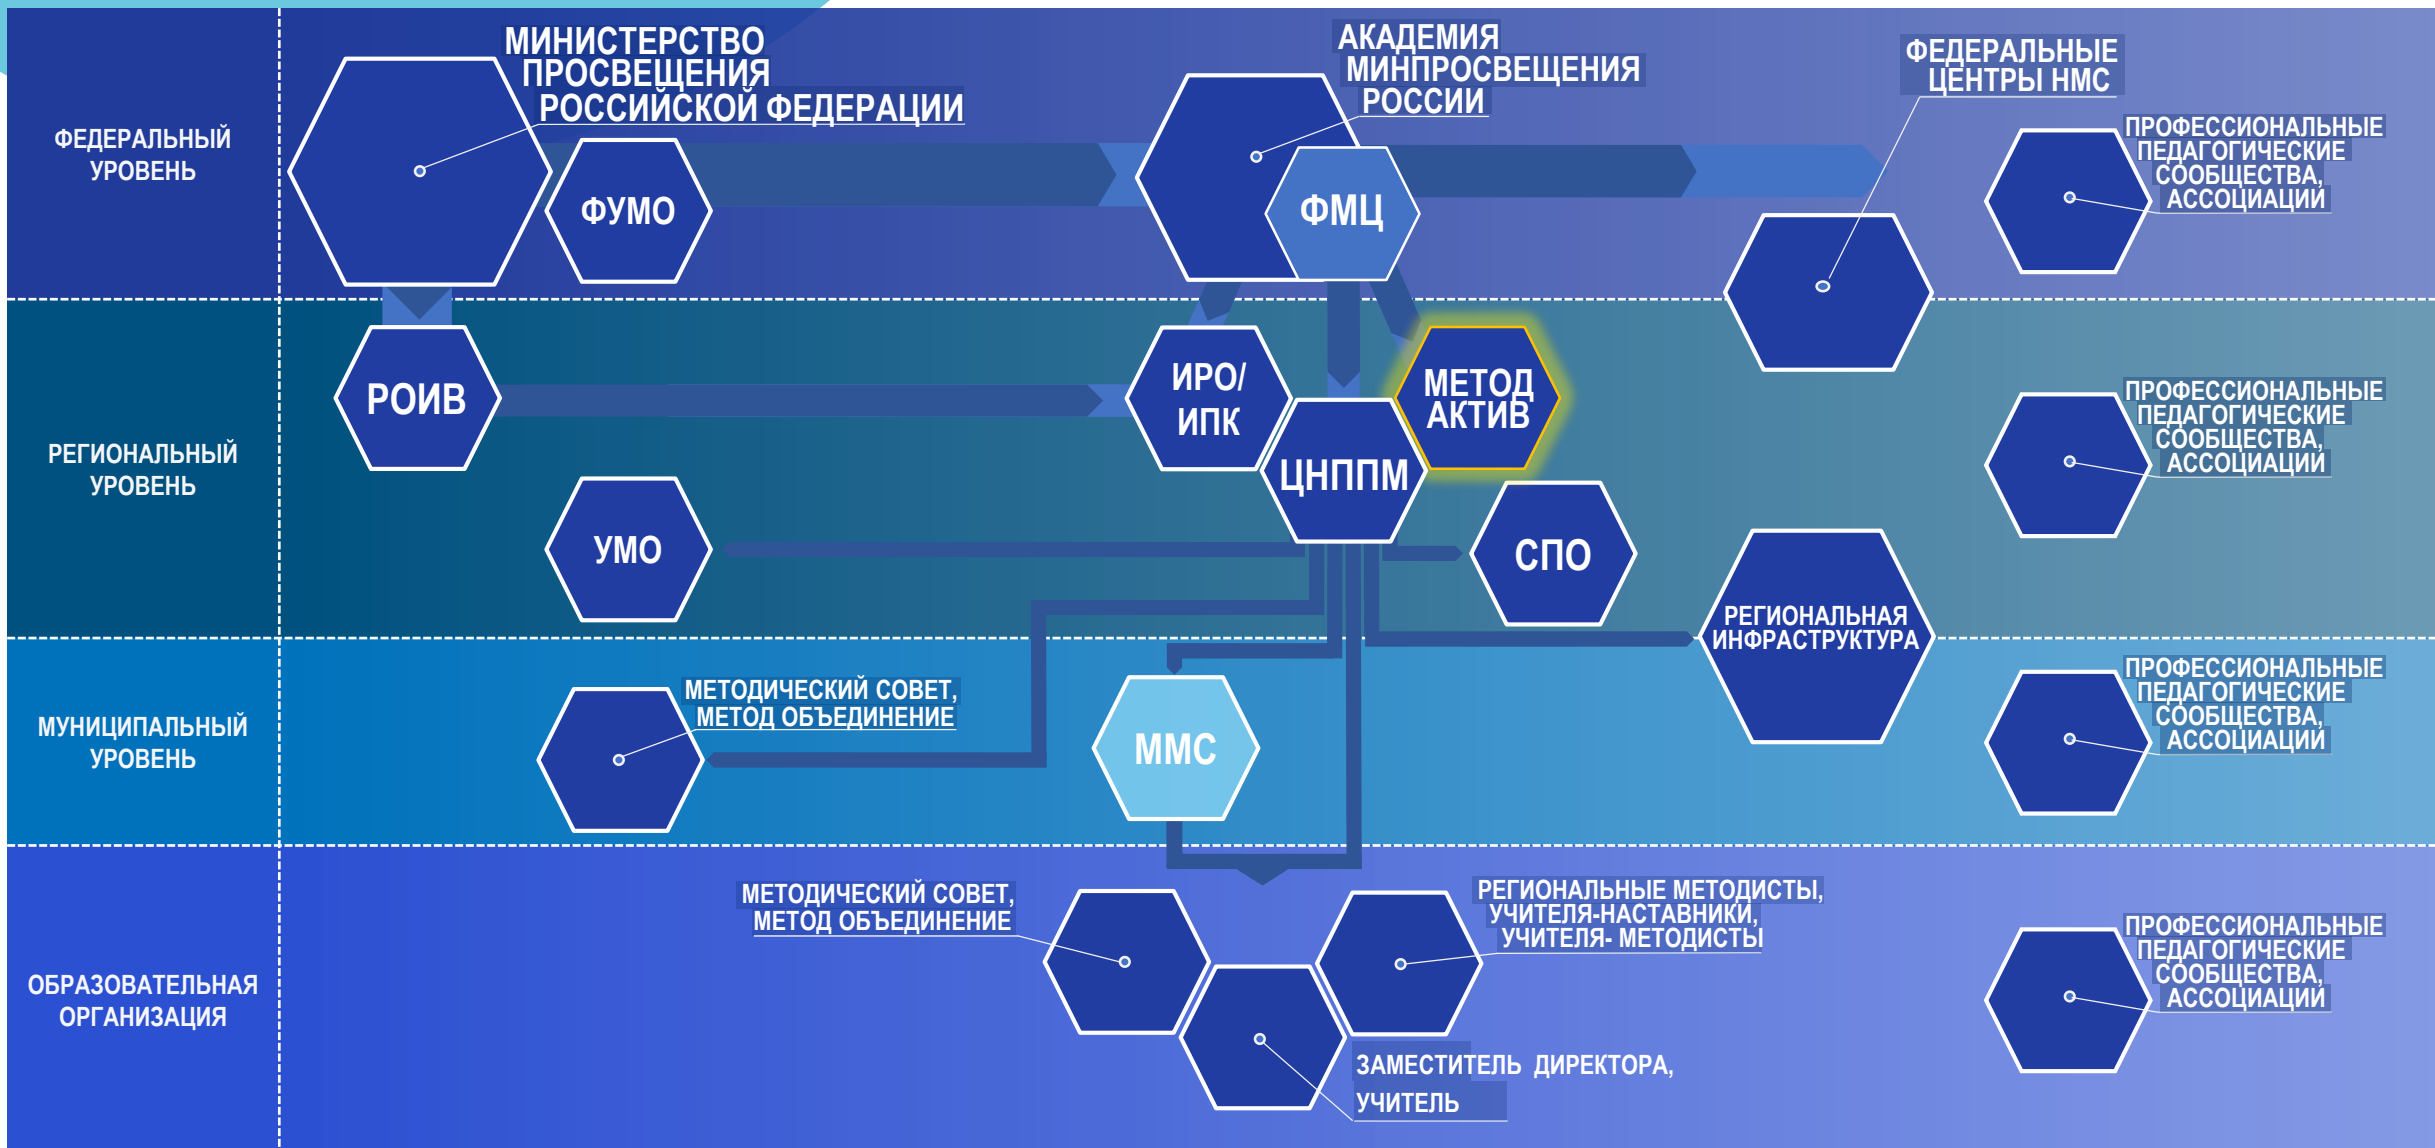 МИНИСТЕРСТВО
ПРОСВЕЩЕНИЯ
РОССИЙСКОЙ ФЕДЕРАЦИИ
АКАДЕМИЯ
МИНПРОСВЕЩЕНИЯ
РОССИИ
ФЕДЕРАЛЬНЫЕ
ЦЕНТРЫ НМС
ФЕДЕРАЛЬНЫЙ
УРОВЕНЬ
ФУМО
ФМЦ
ПРОФЕССИОНАЛЬНЫЕ
ПЕДАГОГИЧЕСКИЕ
СООБЩЕСТВА,
АССОЦИАЦИИ
РЕГИОНАЛЬНЫЙ
УРОВЕНЬ
РОИВ
ИРО/
ИПК
МЕТОД
АКТИВ
ЦНППМ
УМО
СПО
РЕГИОНАЛЬНАЯ
ИНФРАСТРУКТУРА
ПРОФЕССИОНАЛЬНЫЕ
ПЕДАГОГИЧЕСКИЕ
СООБЩЕСТВА,
АССОЦИАЦИИ
МУНИЦИПАЛЬНЫЙ
УРОВЕНЬ
МЕТОДИЧЕСКИЙ СОВЕТ,
МЕТОД ОБЪЕДИНЕНИЕ
ММС
ПРОФЕССИОНАЛЬНЫЕ
ПЕДАГОГИЧЕСКИЕ
СООБЩЕСТВА,
АССОЦИАЦИИ
ОБРАЗОВАТЕЛЬНАЯ
ОРГАНИЗАЦИЯ
МЕТОДИЧЕСКИЙ СОВЕТ,
МЕТОД ОБЪЕДИНЕНИЕ
РЕГИОНАЛЬНЫЕ МЕТОДИСТЫ,
УЧИТЕЛЯ-НАСТАВНИКИ,
УЧИТЕЛЯ- МЕТОДИСТЫ
ЗАМЕСТИТЕЛЬ ДИРЕКТОРА,
УЧИТЕЛЬ
ПРОФЕССИОНАЛЬНЫЕ
ПЕДАГОГИЧЕСКИЕ
СООБЩЕСТВА,
АССОЦИАЦИИ